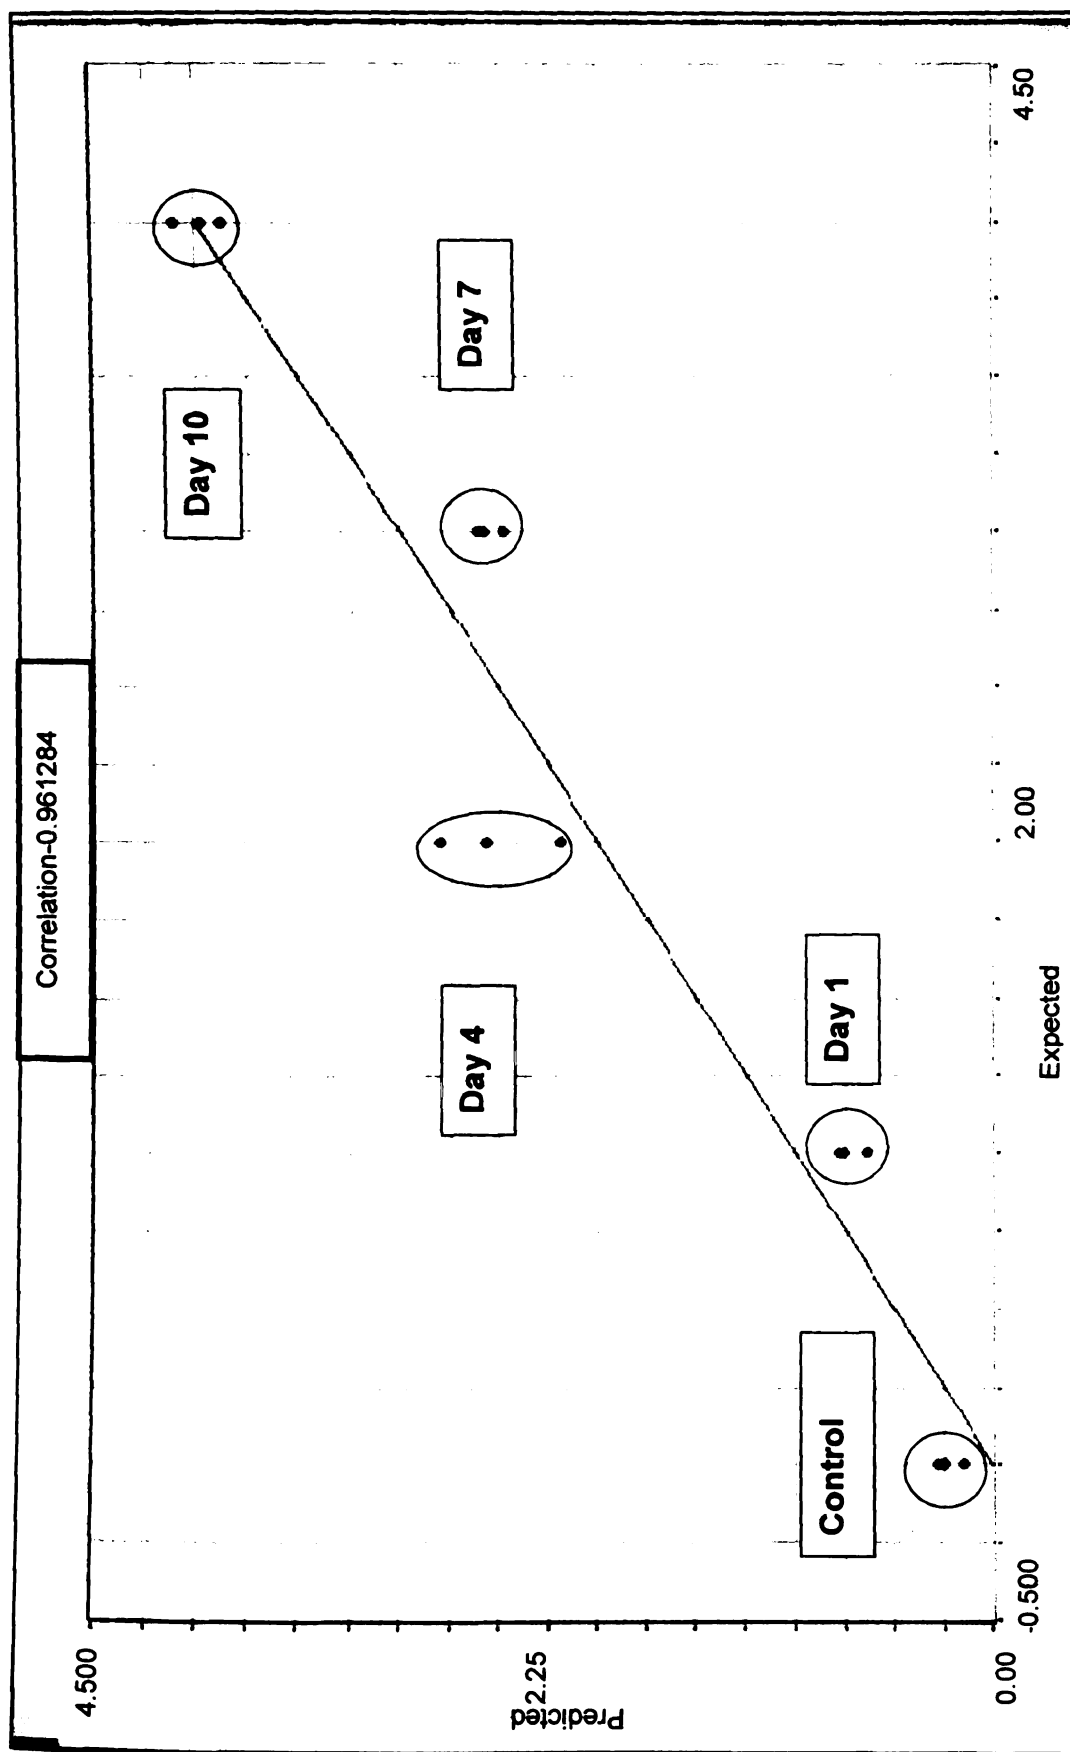 Correlation-0.961284
4.500
Day 10
Day 4
Day 7
2.25
Predicted
Control
Day 1
0.00
-0.500
2.00
4.50
Expected